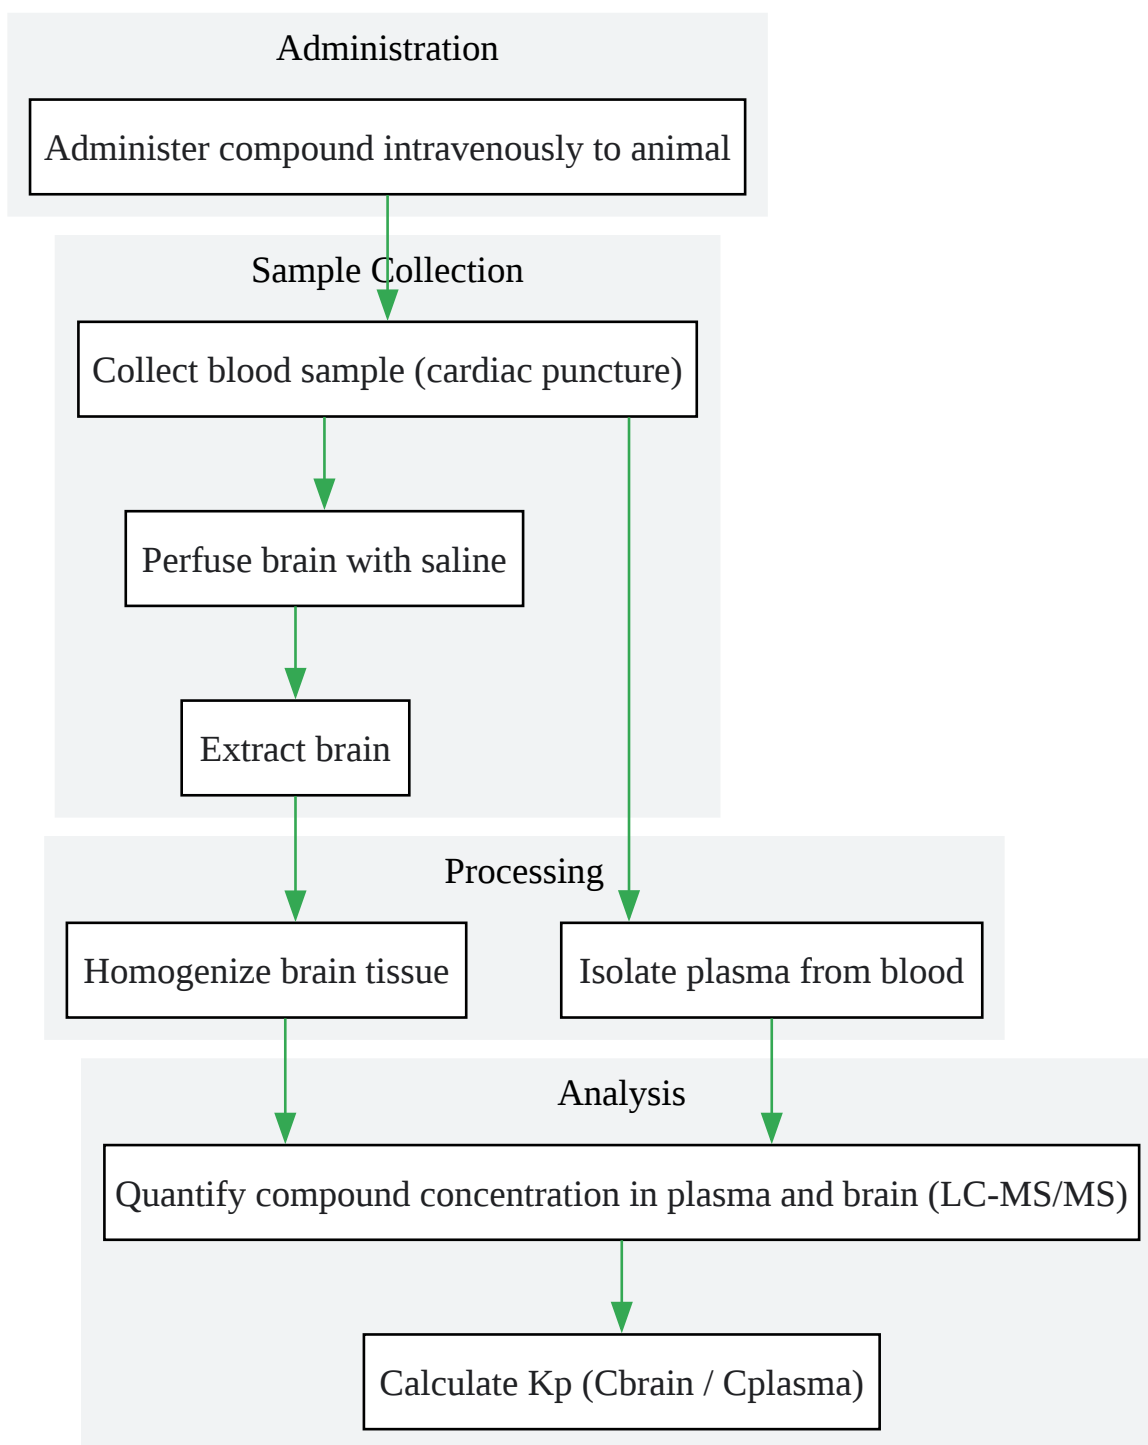 Administration
Administer compound intravenously to animal
Sample Collection
Collect blood sample (cardiac puncture)
Perfuse brain with saline
Extract brain
Processing
Homogenize brain tissue
Isolate plasma from blood
Analysis
Quantify compound concentration in plasma and brain (LC-MS/MS)
Calculate Kp (Cbrain / Cplasma)